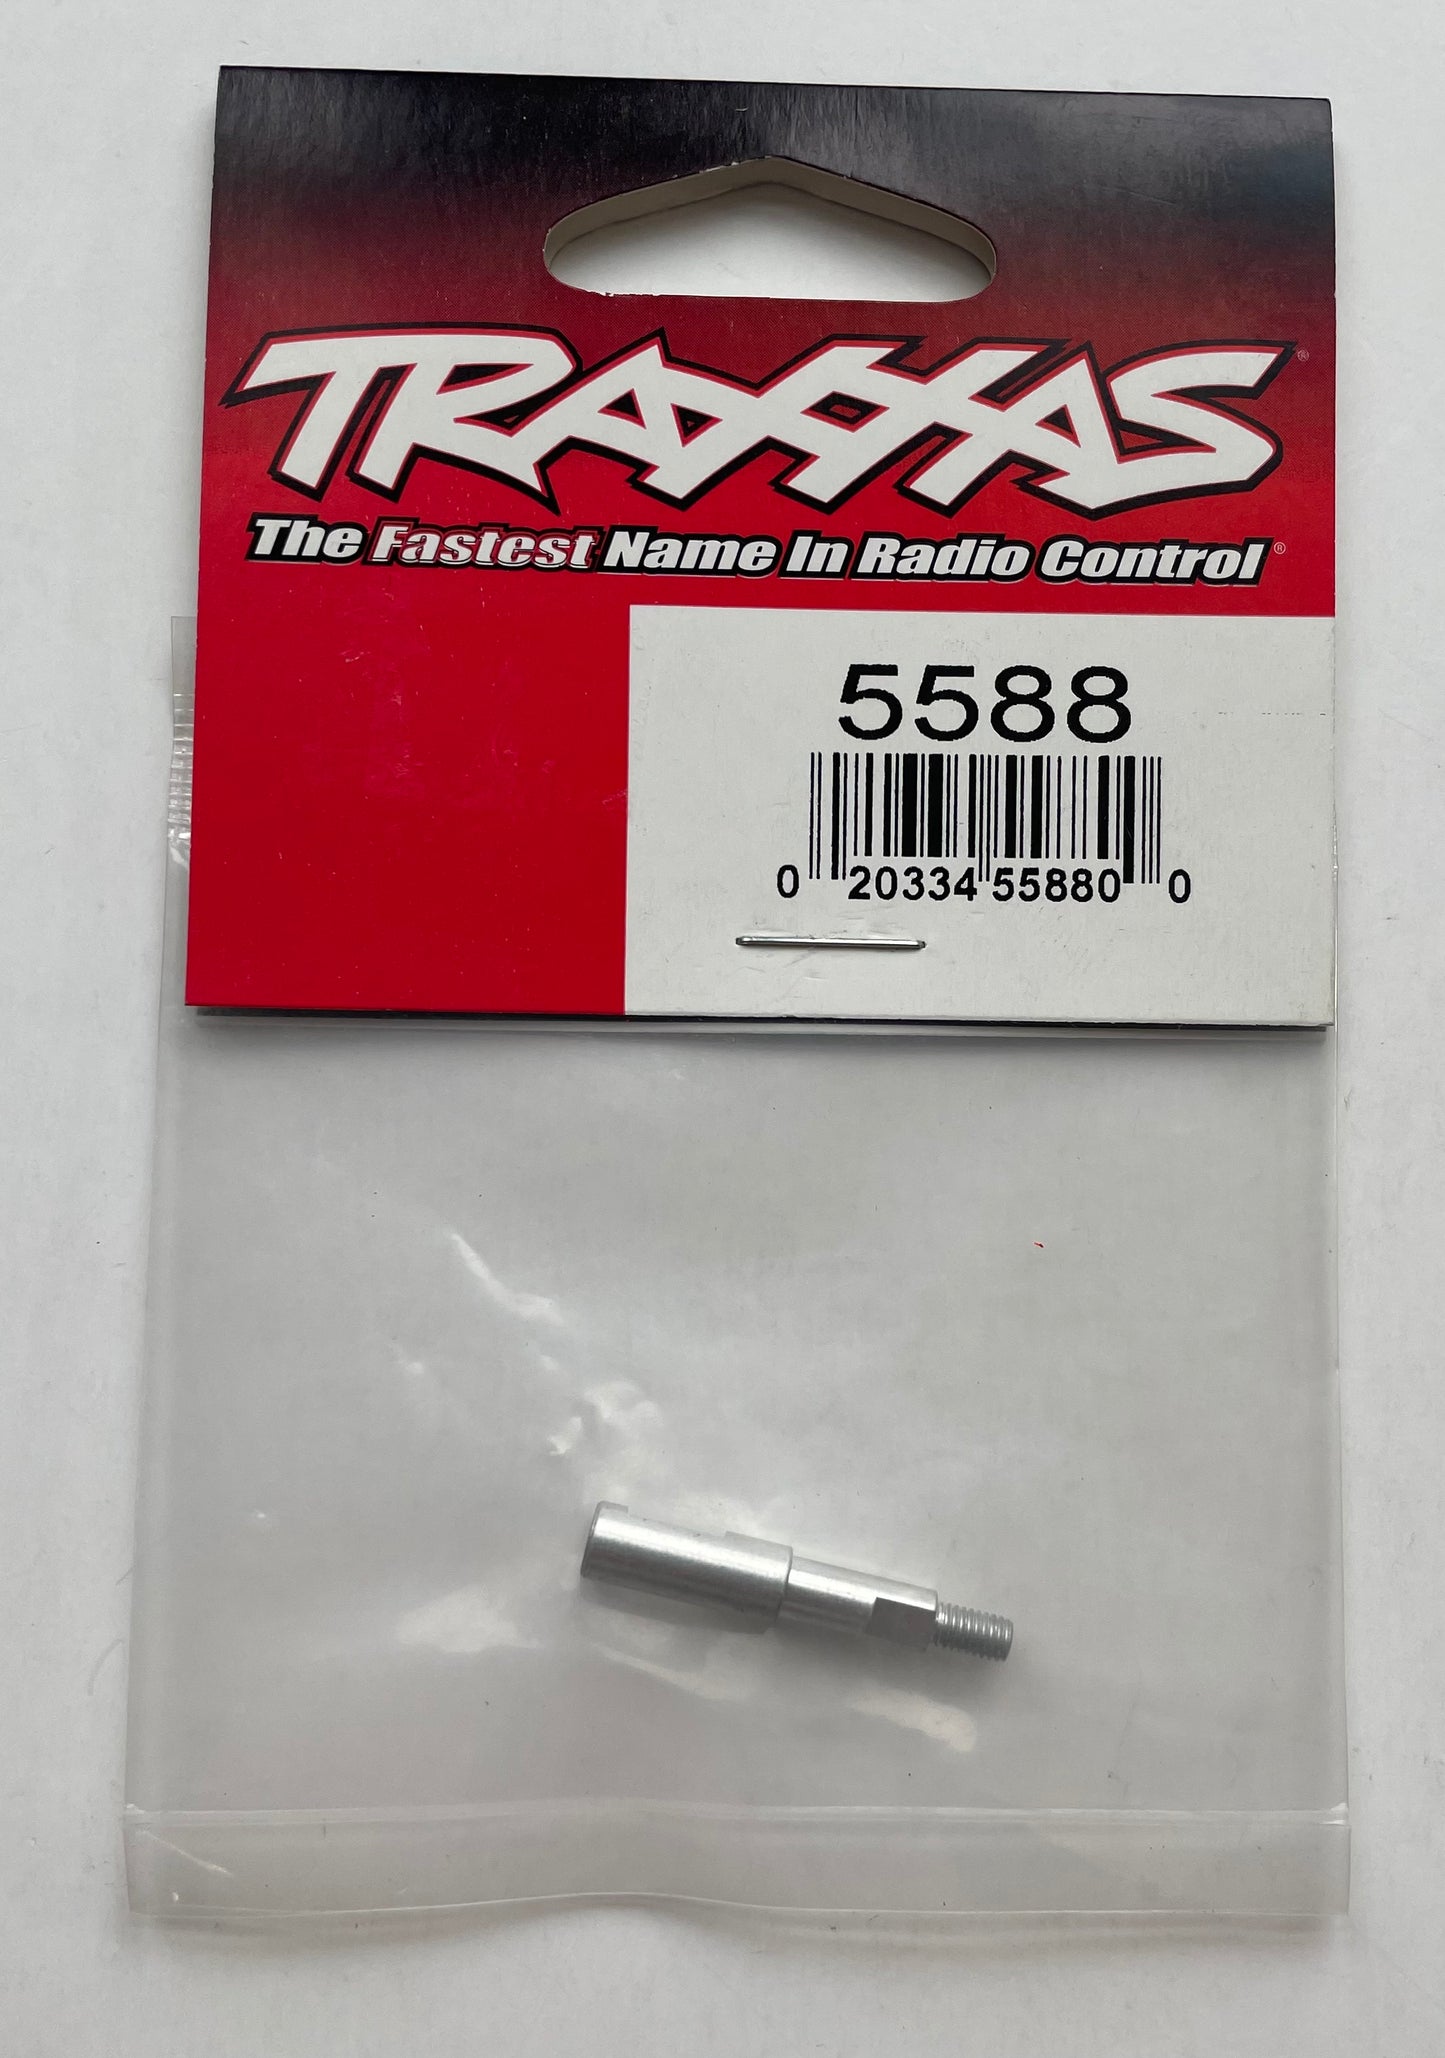 TRAXXAS®
The Fastest Name In Radio Control®
5588
0 20334 55880 0